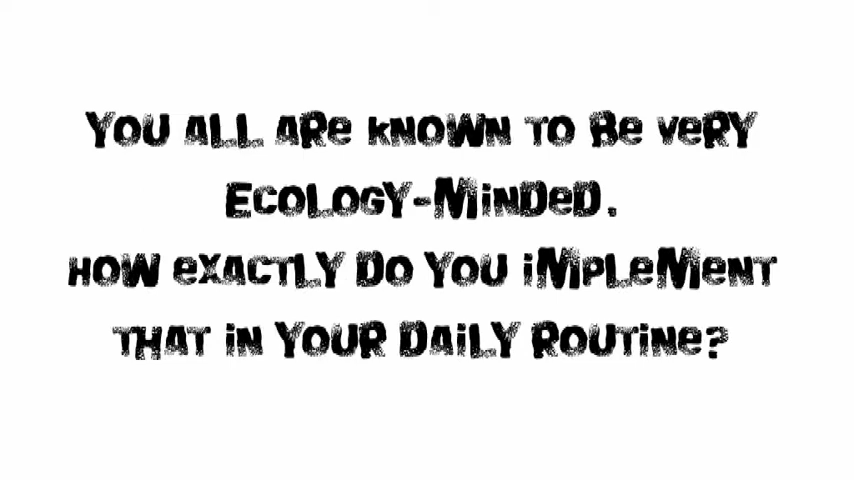 You all are known to be very
Ecology-Minded.
How exactly do you implement
that in your daily routine?